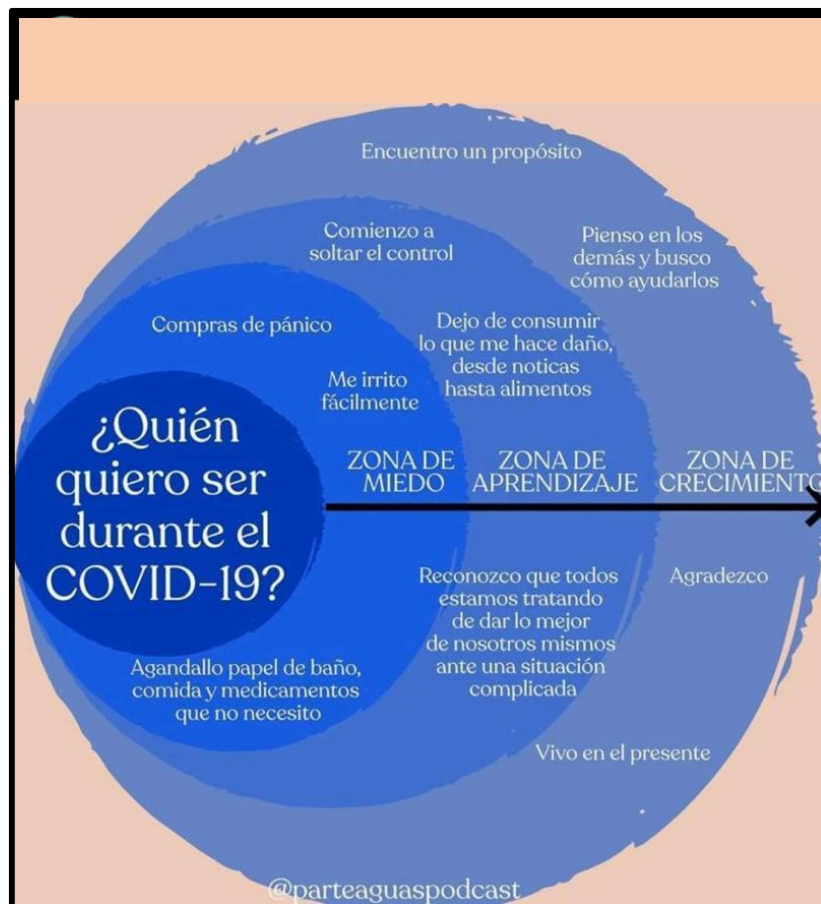 Encuentro un propósito
Comienzo a
soltar el control
Pienso en los
demás y busco
cómo ayudarlos
Compras de pánico
Dejo de consumir
lo que me hace daño,
desde noticas
hasta alimentos
Me irrito
fácilmente
¿Quién
quiero ser
durante el
COVID-19?
ZONA DE
MIEDO
ZONA DE
APRENDIZAJE
ZONA DE
CRECIMIENTO
Reconozco que todos
estamos tratando
de dar lo mejor
de nosotros mismos
ante una situación
complicada
Agradezco
Agandallo papel de baño,
comida y medicamentos
que no necesito
Vivo en el presente
@parteaguaspodcast